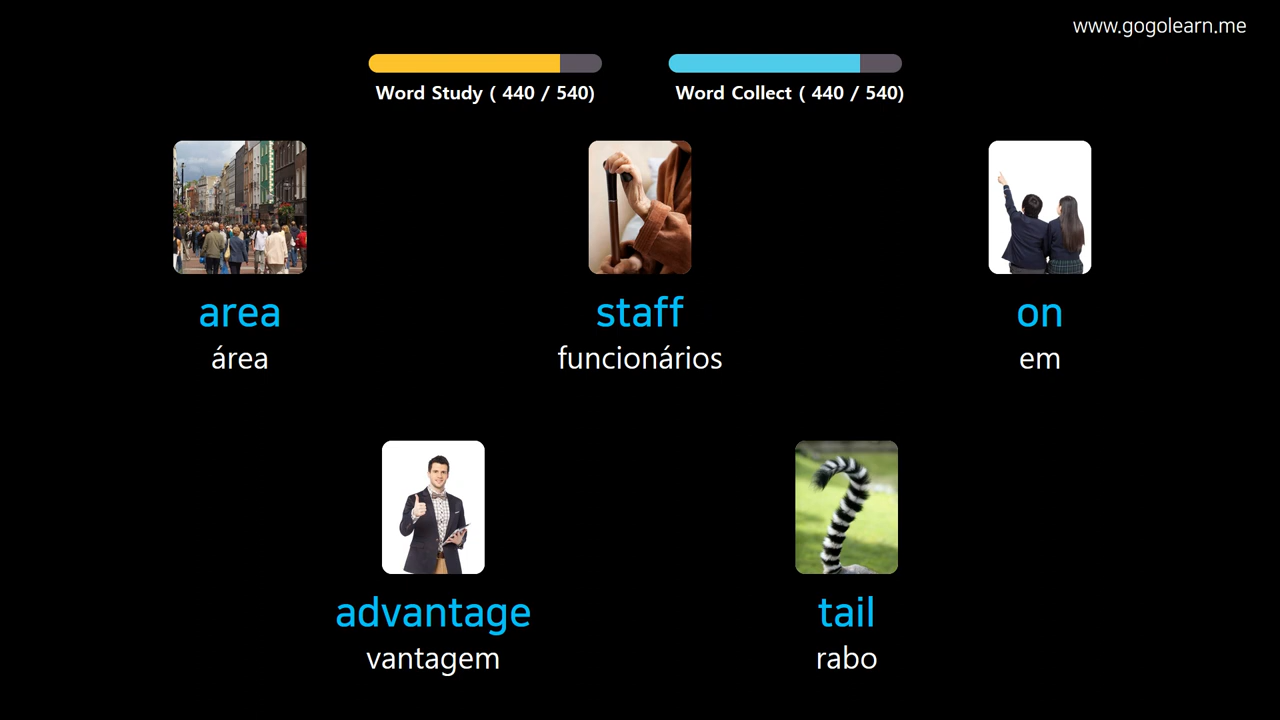 www.gogolearn.me
Word Study ( 440 / 540)
Word Collect ( 440 / 540)
area
área
staff
funcionários
on
em
advantage
vantagem
tail
rabo